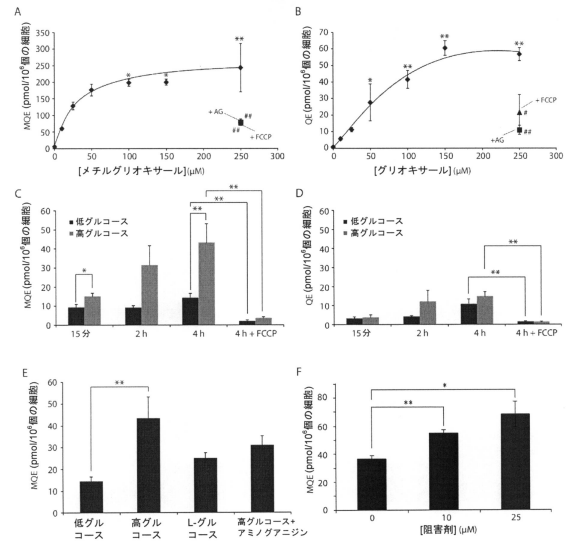 A
MQE (pmol/10⁶個の細胞)
350
300
250
200
150
100
50
0
* * **
+ AG
##
##
+ FCCP
0 50 100 150 200 250 300
[メチルグリオキサール] (μM)
B
QE (pmol/10⁶個の細胞)
70
60
50
40
30
20
10
0
* ** ** **
+ FCCP
#
+ AG
##
0 50 100 150 200 250 300
[グリオキサール] (μM)
C
MQE (pmol/10⁶個の細胞)
60
50
40
30
20
10
0
低グルコース
高グルコース
*
**
**
**
15分 2 h 4 h 4 h + FCCP
D
QE (pmol/10⁶個の細胞)
60
50
40
30
20
10
0
低グルコース
高グルコース
**
**
15分 2 h 4 h 4 h + FCCP
E
MQE (pmol/10⁶個の細胞)
60
50
40
30
20
10
0
**
低グルコース 高グルコース L-グルコース 高グルコース+アミノグアニジン
F
MQE (pmol/10⁶個の細胞)
90
80
70
60
50
40
30
20
10
0
*
**
0 10 25
[阻害剤] (μM)